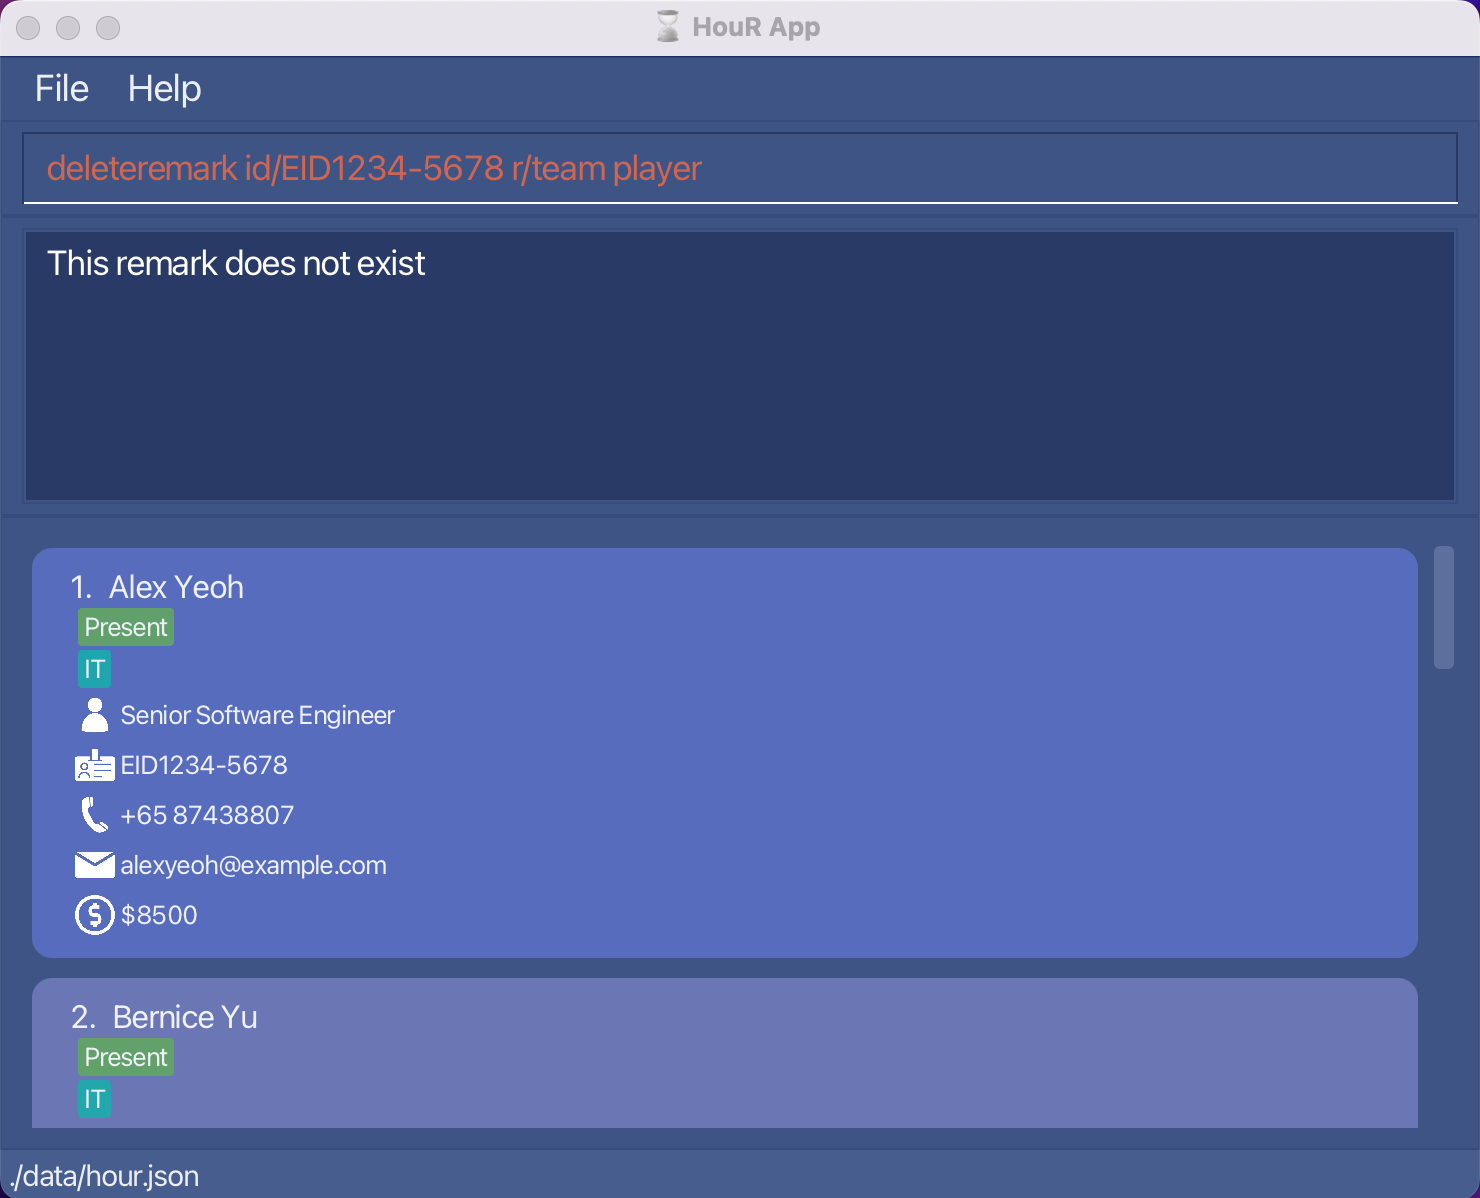 HouR App
File Help
deleteremark id/EID1234-5678 r/team player
This remark does not exist
1. Alex Yeoh
Present
IT
Senior Software Engineer
EID1234-5678
+65 87438807
alexyeoh@example.com
$8500
2. Bernice Yu
Present
IT
./data/hour.json